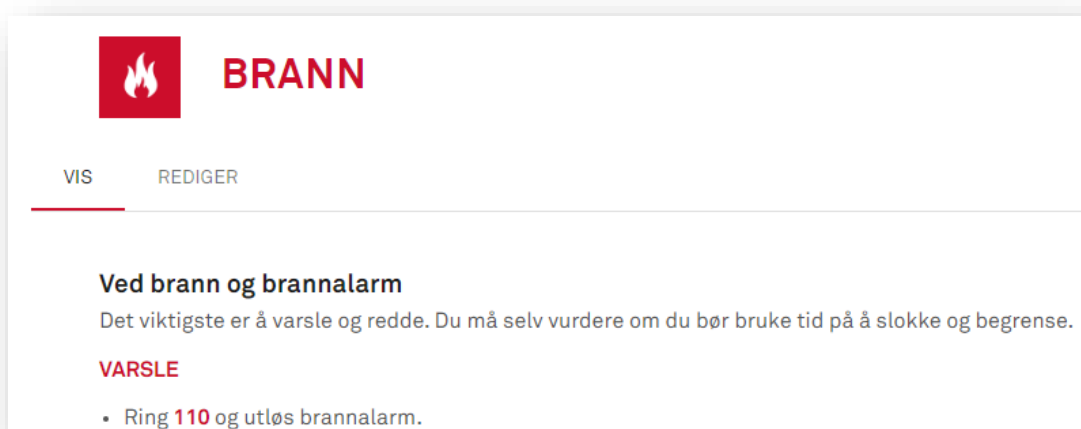 BRANN
VIS REDIGER
Ved brann og brannalarm
Det viktigste er å varsle og redde. Du må selv vurdere om du bør bruke tid på å slokke og begrense.
VARSLE
• Ring 110 og utløs brannalarm.